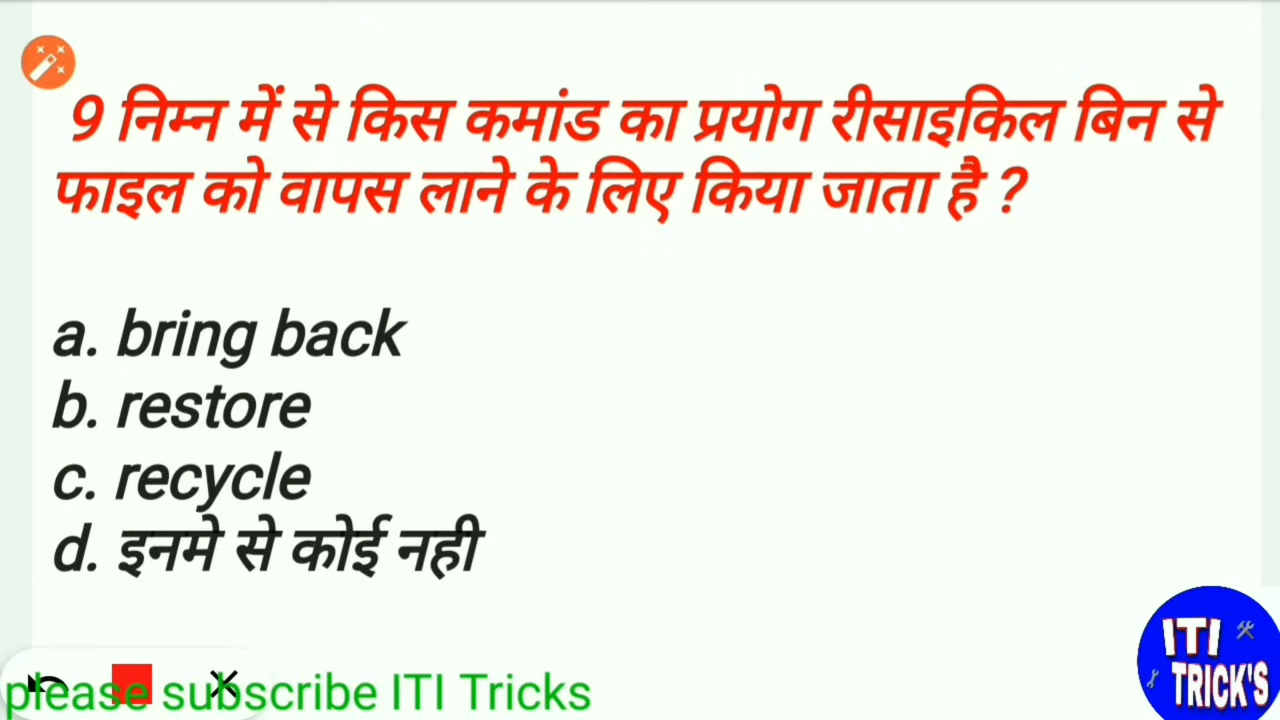 9 निम्न में से किस कमांड का प्रयोग रीसाइकिल बिन से
फाइल को वापस लाने के लिए किया जाता है ?
a. bring back
b. restore
c. recycle
d. इनमे से कोई नही
please subscribe ITI Tricks
ITI
TRICK'S